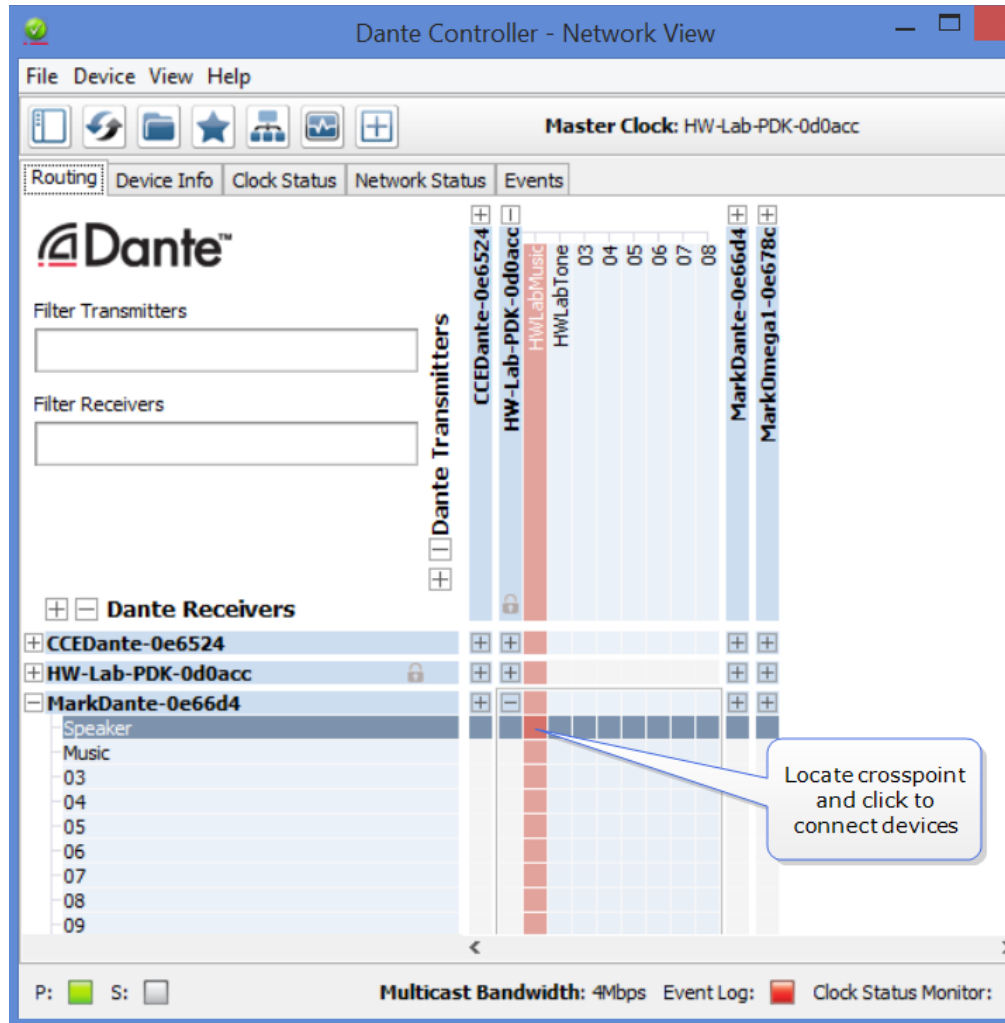 Dante Controller - Network View
File Device View Help
Master Clock: HW-Lab-PDK-0d0acc
Routing Device Info Clock Status Network Status Events
Dante™
Filter Transmitters
Filter Receivers
Dante Transmitters
CCEDante-0e6524
HW-Lab-PDK-0d0acc
HWLabMusic
HWLabTone
03
04
05
06
07
08
MarkDante-0e66d4
MarkOmega1-0e678c
Dante Receivers
CCEDante-0e6524
HW-Lab-PDK-0d0acc
MarkDante-0e66d4
Speaker
Music
03
04
05
06
07
08
09
Locate crosspoint
and click to
connect devices
P: S: Multicast Bandwidth: 4Mbps Event Log: Clock Status Monitor: